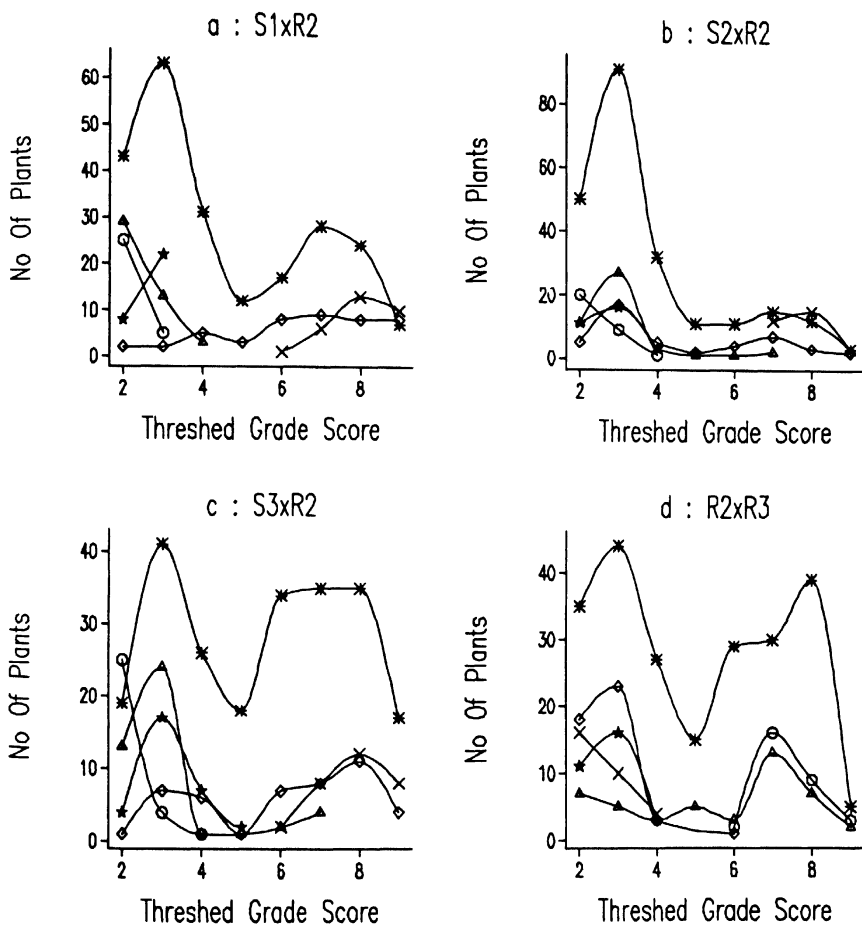 a : S1xR2
No Of Plants
60
50
40
30
20
10
0
2 4 6 8
Threshed Grade Score
b : S2xR2
No Of Plants
80
60
40
20
0
2 4 6 8
Threshed Grade Score
c : S3xR2
No Of Plants
40
30
20
10
0
2 4 6 8
Threshed Grade Score
d : R2xR3
No Of Plants
40
30
20
10
0
2 4 6 8
Threshed Grade Score